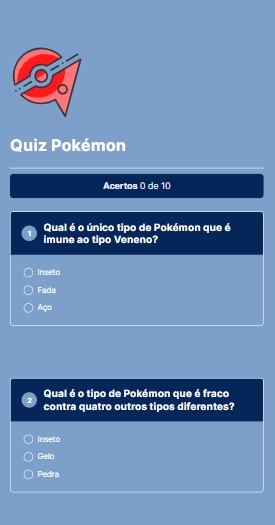 Quiz Pokémon
Acertos 0 de 10
1 Qual é o único tipo de Pokémon que é
imune ao tipo Veneno?
Inseto
Fada
Aço
2 Qual é o tipo de Pokémon que é fraco
contra quatro outros tipos diferentes?
Inseto
Gelo
Pedra